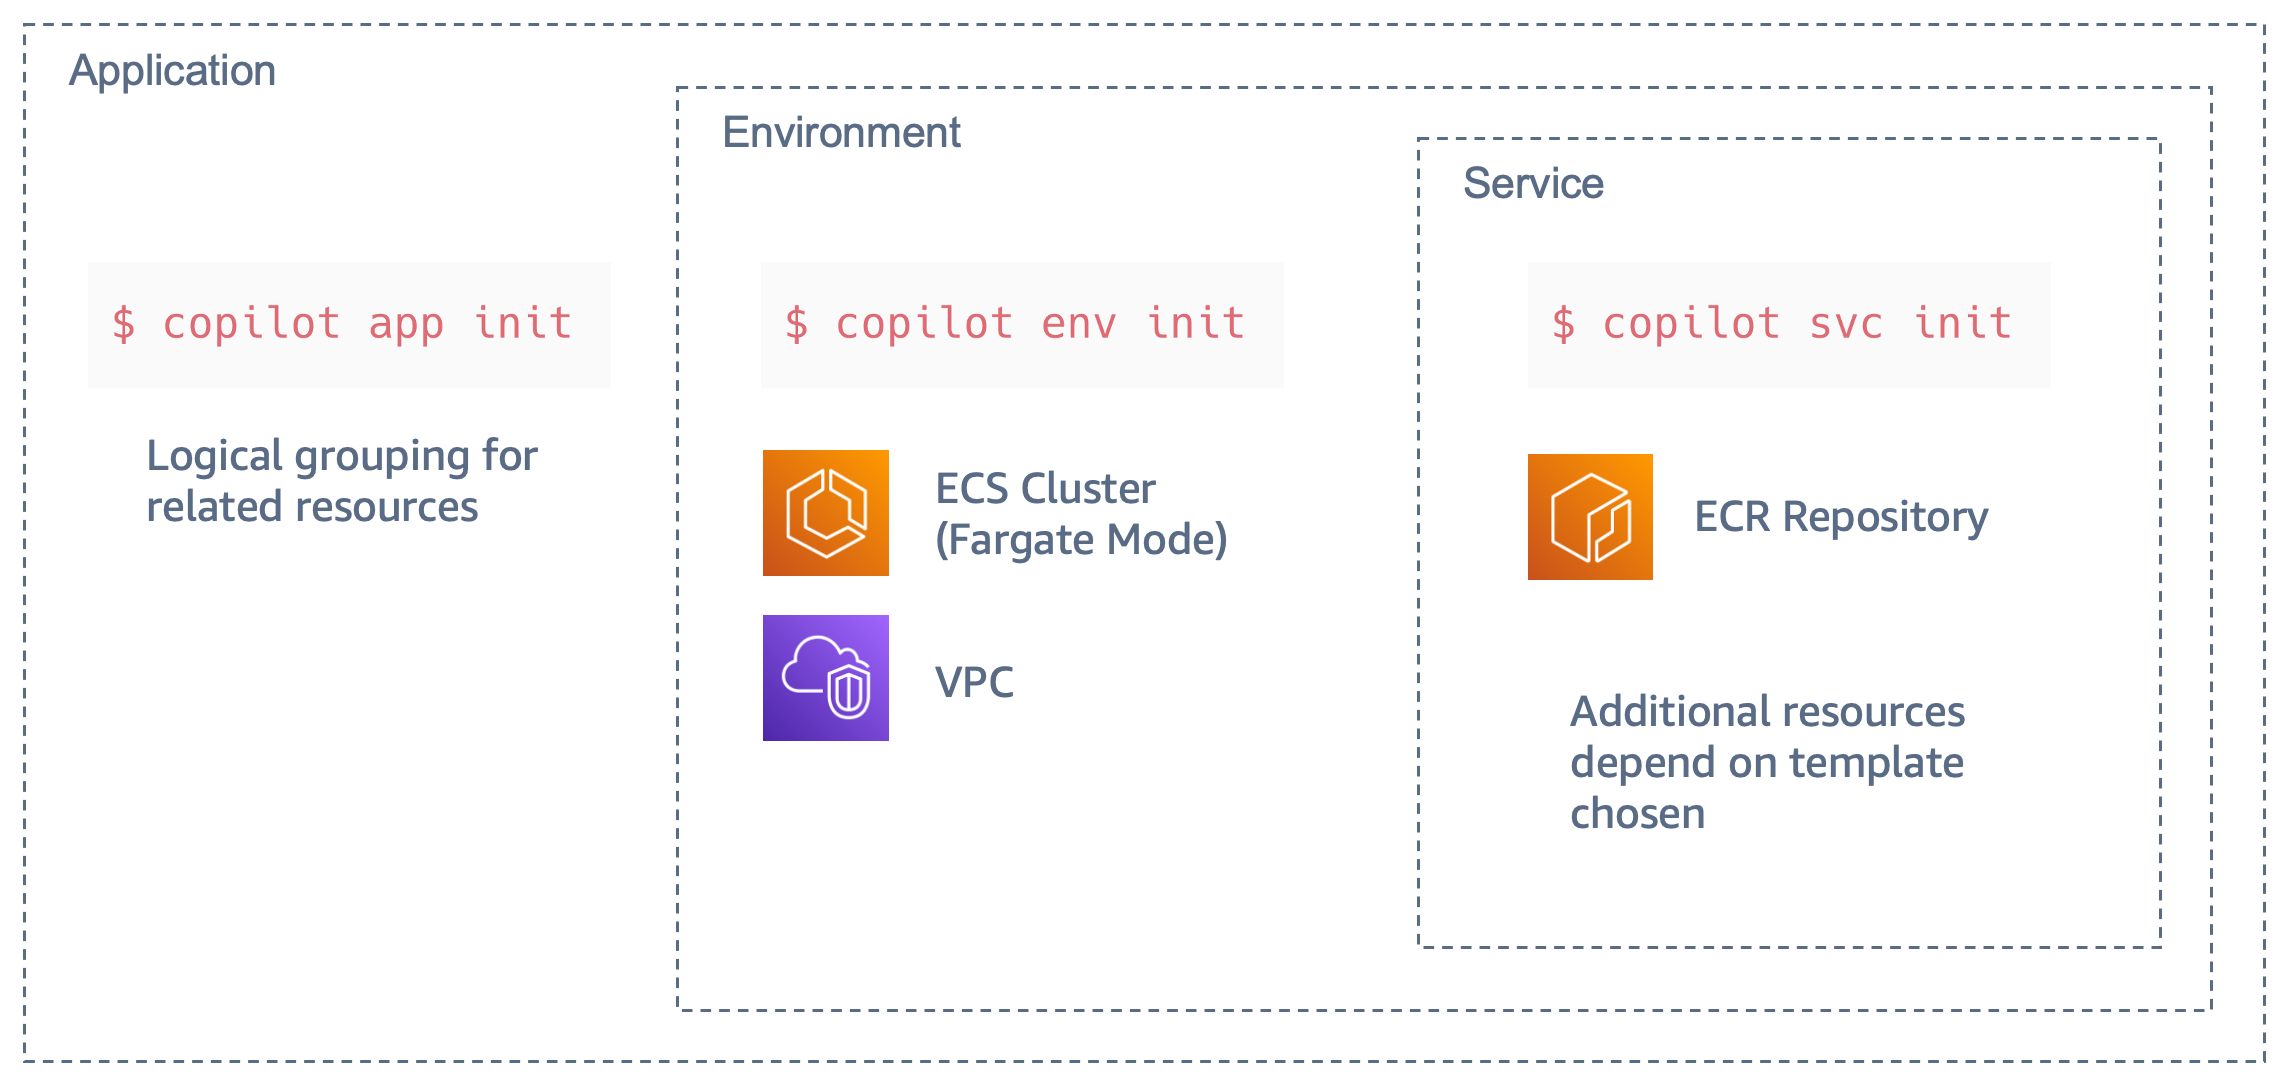 Application
Environment
Service
$ copilot app init
$ copilot env init
$ copilot svc init
Logical grouping for
related resources
ECS Cluster
(Fargate Mode)
VPC
ECR Repository
Additional resources
depend on template
chosen